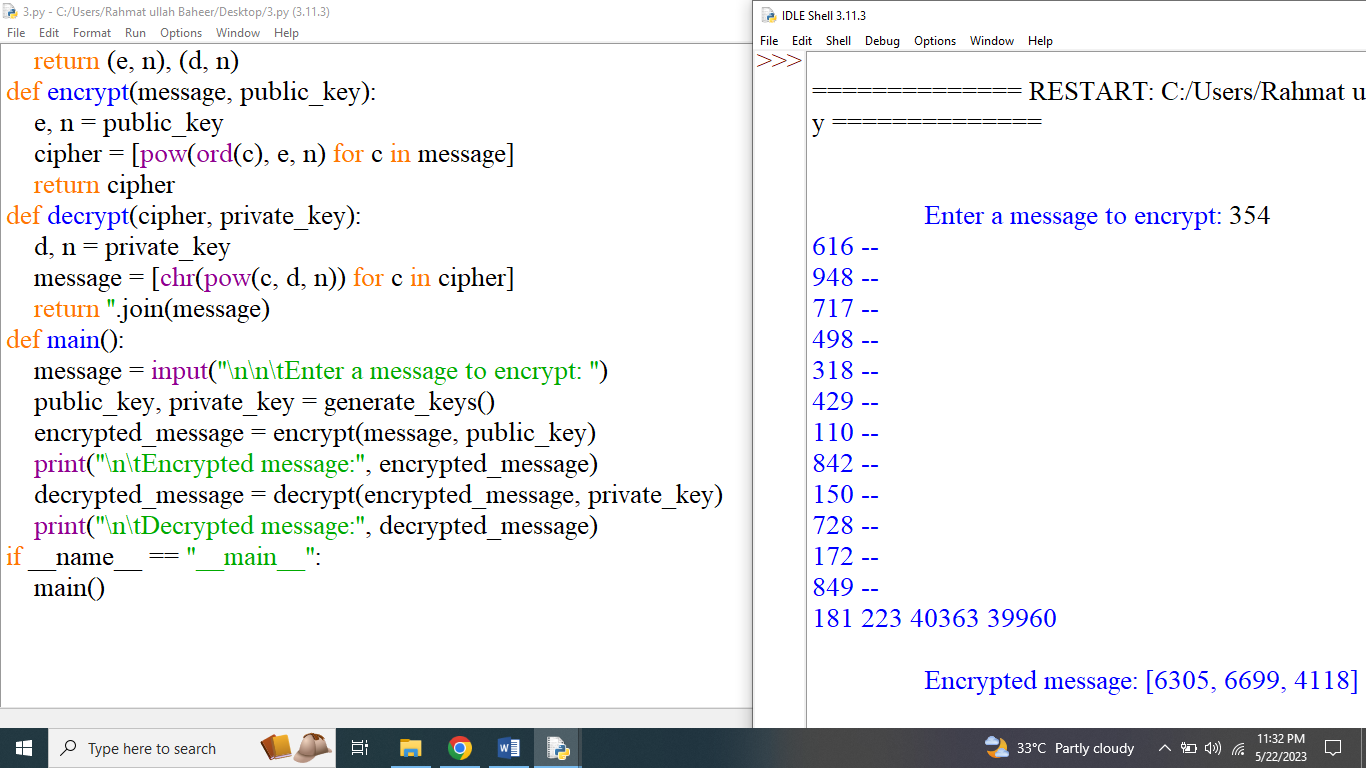 3.py - C:/Users/Rahmat ullah Baheer/Desktop/3.py (3.11.3)
File Edit Format Run Options Window Help
return (e, n), (d, n)
def encrypt(message, public_key):
e, n = public_key
cipher = [pow(ord(c), e, n) for c in message]
return cipher
def decrypt(cipher, private_key):
d, n = private_key
message = [chr(pow(c, d, n)) for c in cipher]
return ''.join(message)
def main():
message = input("\n\n\tEnter a message to encrypt: ")
public_key, private_key = generate_keys()
encrypted_message = encrypt(message, public_key)
print("\n\tEncrypted message:", encrypted_message)
decrypted_message = decrypt(encrypted_message, private_key)
print("\n\tDecrypted message:", decrypted_message)
if __name__ == "__main__":
main()
IDLE Shell 3.11.3
File Edit Shell Debug Options Window Help
>>>
============== RESTART: C:/Users/Rahmat u
y ==============
Enter a message to encrypt: 354
616 --
948 --
717 --
498 --
318 --
429 --
110 --
842 --
150 --
728 --
172 --
849 --
181 223 40363 39960
Encrypted message: [6305, 6699, 4118]
Type here to search
33°C Partly cloudy
11:32 PM
5/22/2023